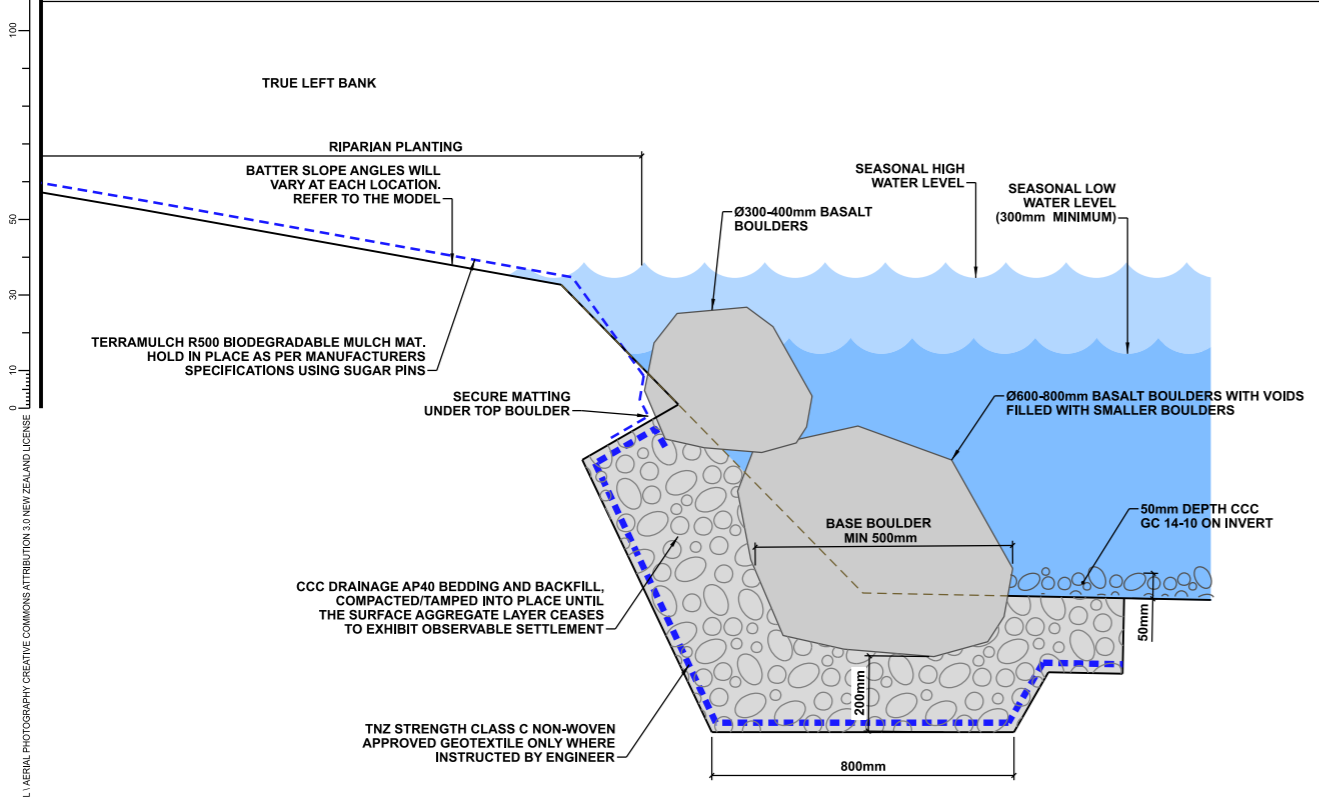 TRUE LEFT BANK
RIPARIAN PLANTING
BATTER SLOPE ANGLES WILL
VARY AT EACH LOCATION.
REFER TO THE MODEL
SEASONAL HIGH
WATER LEVEL
SEASONAL LOW
WATER LEVEL
(300mm MINIMUM)
Ø300-400mm BASALT
BOULDERS
TERRAMULCH R500 BIODEGRADABLE MULCH MAT.
HOLD IN PLACE AS PER MANUFACTURERS
SPECIFICATIONS USING SUGAR PINS
SECURE MATTING
UNDER TOP BOULDER
Ø600-800mm BASALT BOULDERS WITH VOIDS
FILLED WITH SMALLER BOULDERS
BASE BOULDER
MIN 500mm
50mm DEPTH CCC
GC 14-10 ON INVERT
CCC DRAINAGE AP40 BEDDING AND BACKFILL,
COMPACTED/TAMPED INTO PLACE UNTIL
THE SURFACE AGGREGATE LAYER CEASES
TO EXHIBIT OBSERVABLE SETTLEMENT
50mm
200mm
TNZ STRENGTH CLASS C NON-WOVEN
APPROVED GEOTEXTILE ONLY WHERE
INSTRUCTED BY ENGINEER
800mm
100
50
30
10
0
L \ AERIAL PHOTOGRAPHY CREATIVE COMMONS ATTRIBUTION 3.0 NEW ZEALAND LICENSE